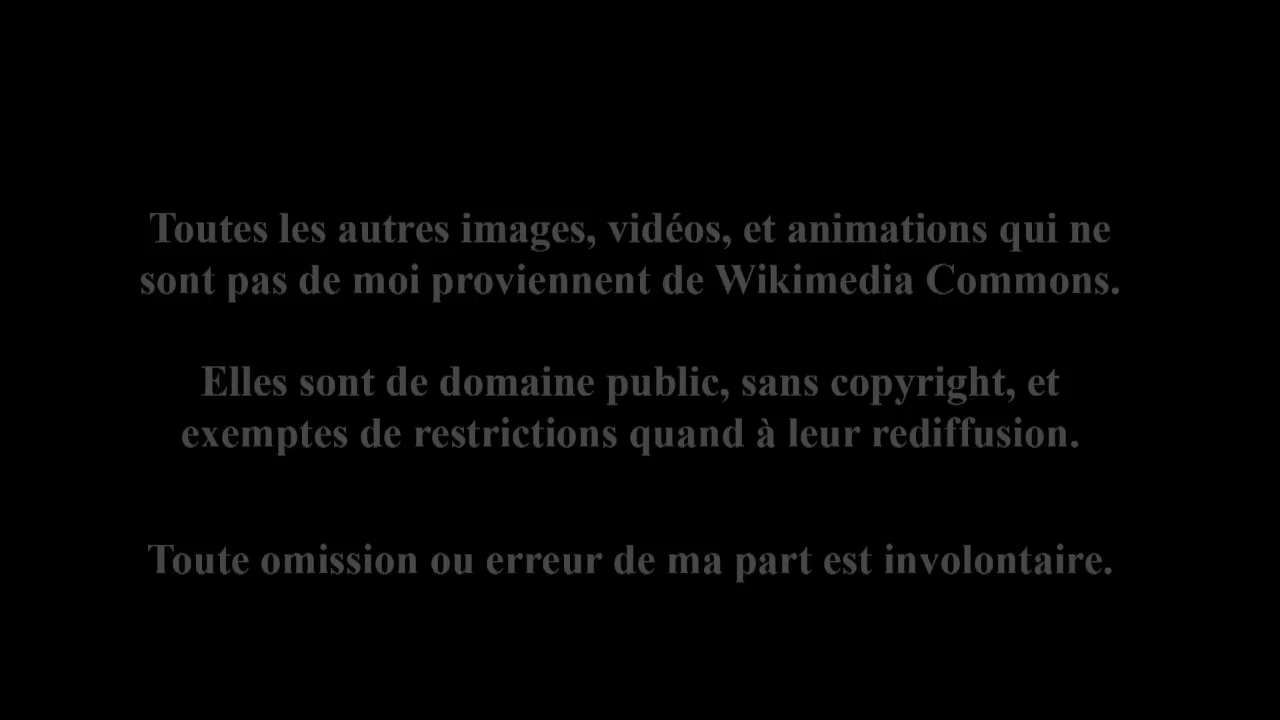 Toutes les autres images, vidéos, et animations qui ne
sont pas de moi proviennent de Wikimedia Commons.
Elles sont de domaine public, sans copyright, et
exemptes de restrictions quand à leur rediffusion.
Toute omission ou erreur de ma part est involontaire.